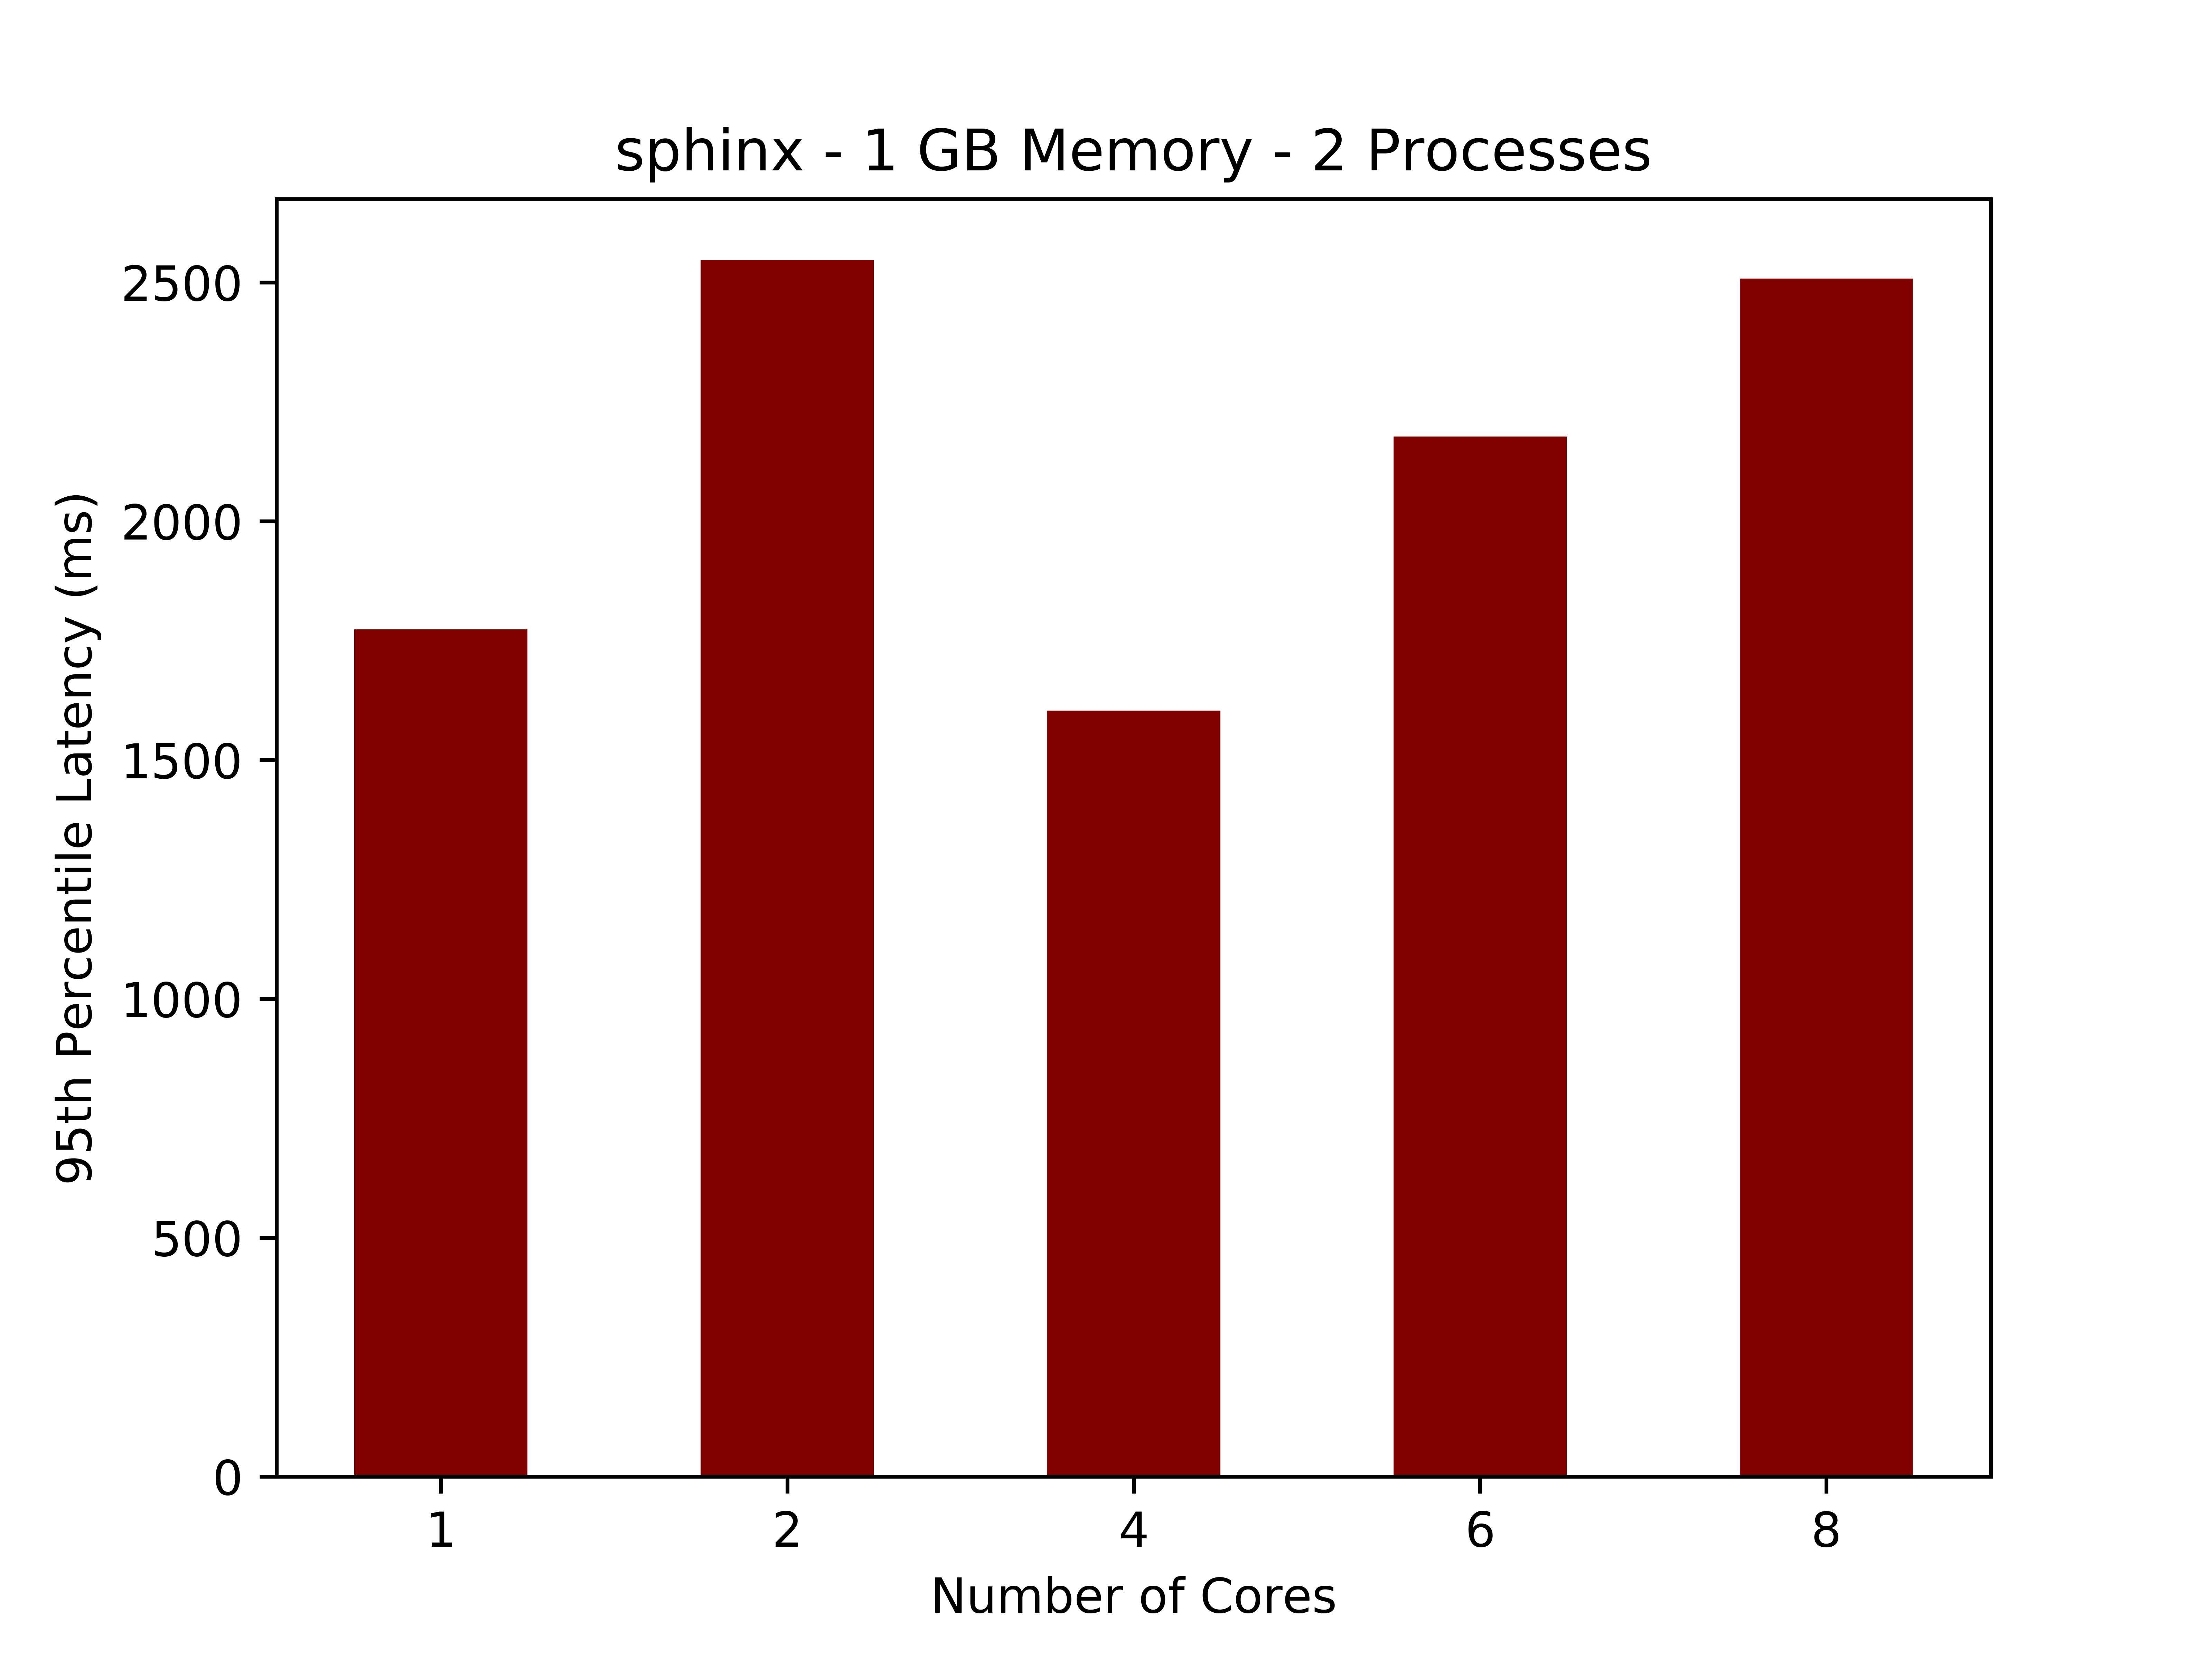 sphinx - 1 GB Memory - 2 Processes
95th Percentile Latency (ms)
2500
2000
1500
1000
500
0
1 2 4 6 8
Number of Cores